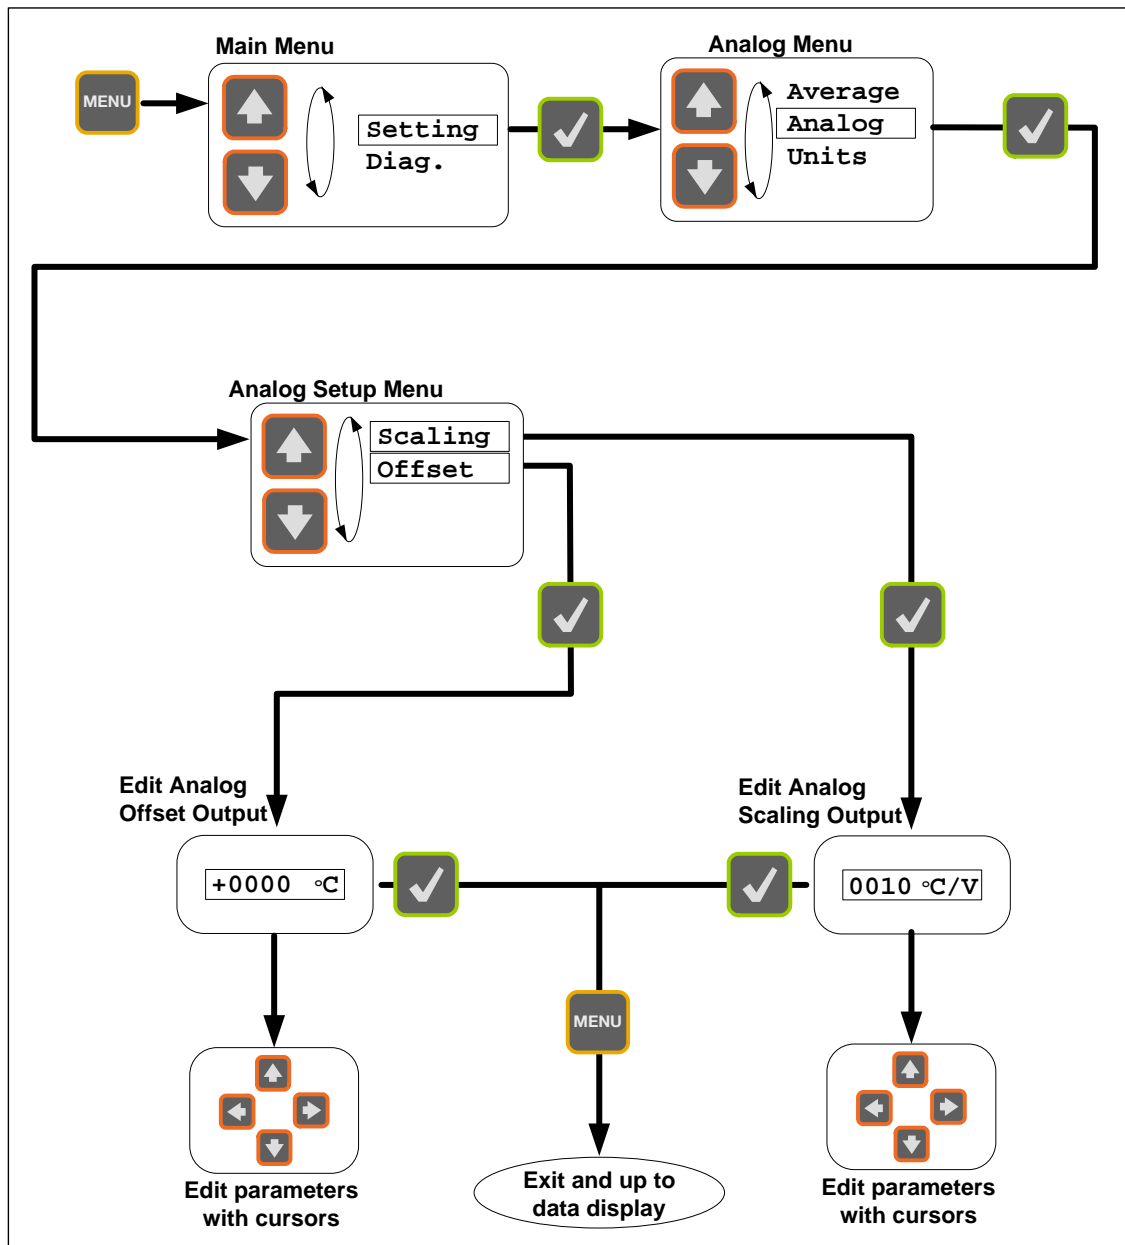 Main Menu
Analog Menu
MENU
Setting
Diag.
Average
Analog
Units
Analog Setup Menu
Scaling
Offset
Edit Analog
Offset Output
Edit Analog
Scaling Output
+0000 °C
0010 °C/V
MENU
Exit and up to
data display
Edit parameters
with cursors
Edit parameters
with cursors